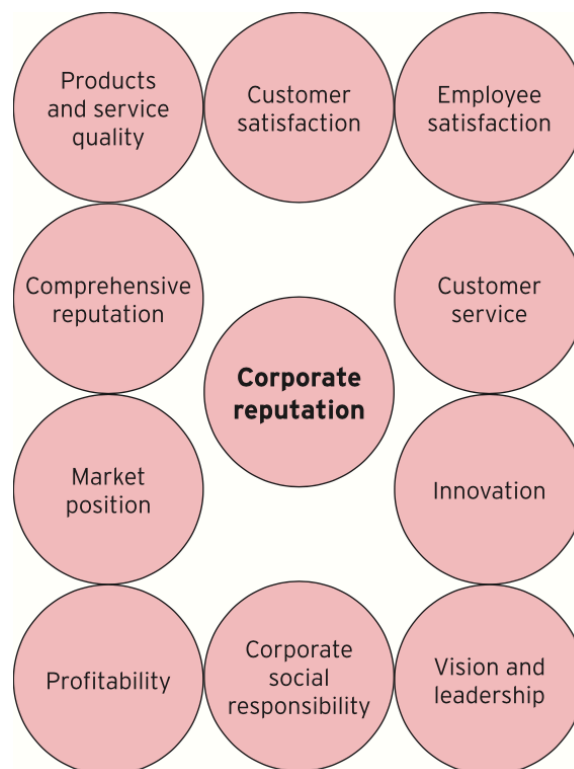 Products
and service
quality
Customer
satisfaction
Employee
satisfaction
Comprehensive
reputation
Customer
service
Corporate
reputation
Market
position
Innovation
Profitability
Corporate
social
responsibility
Vision and
leadership